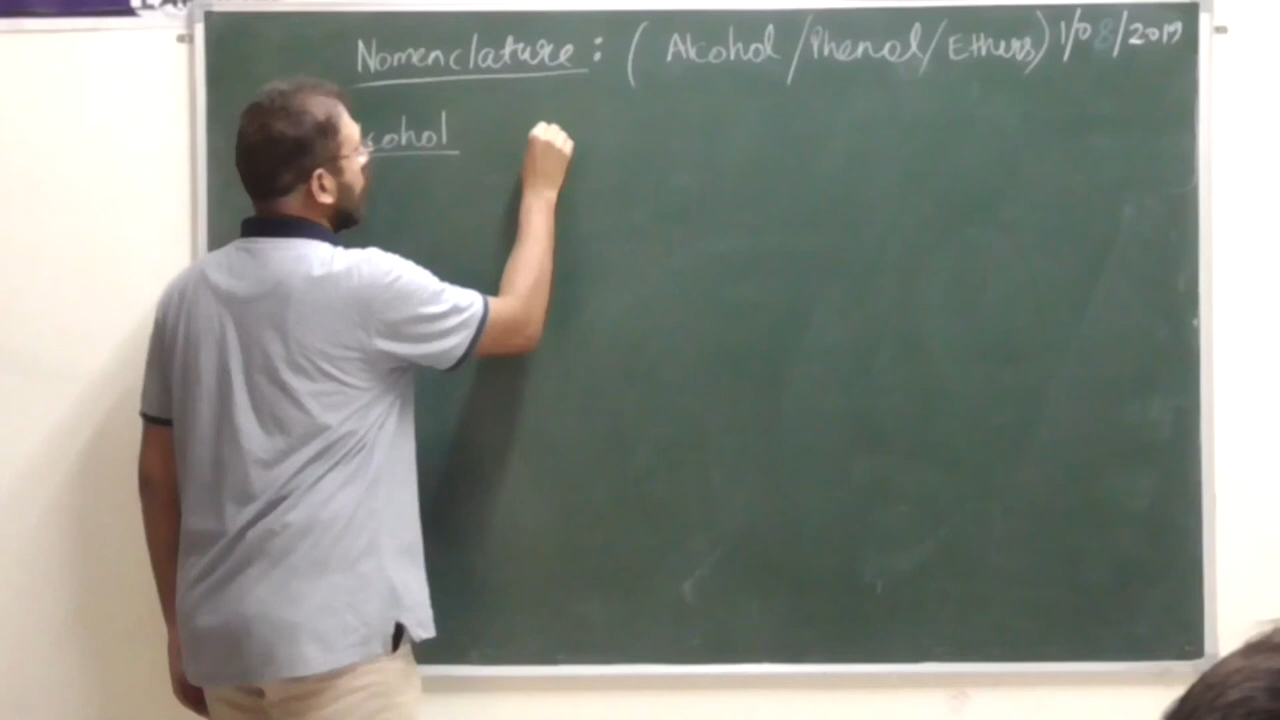 Nomenclature : ( Alcohol / Phenol / Ethers) 1/08/2019
cohol